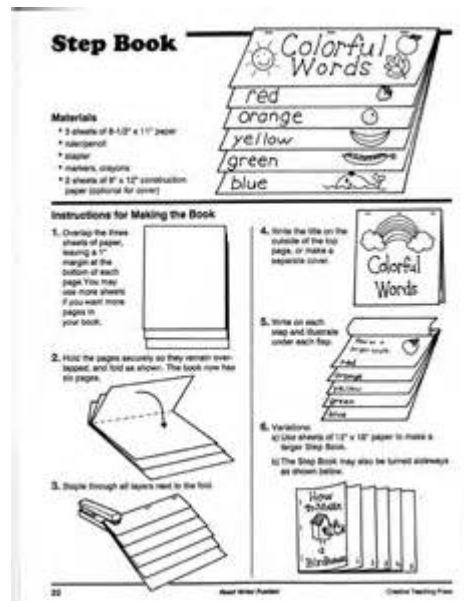 Step Book
Colorful
Words
red
orange
yellow
green
blue
Materials
• 3 sheets of 8-1/2" x 11" paper
• ruler/pencil
• stapler
• markers, crayons
• 2 sheets of 9" x 12" construction
paper (optional for cover)
Instructions for Making the Book
1. Overlap the three
sheets of paper,
leaving a 1"
margin at the
bottom of each
page. You may
use more sheets
if you want more
pages in
your book.
2. Hold the pages securely so they remain over-
lapped, and fold as shown. The book now has
six pages.
3. Staple through all layers next to the fold.
4. Write the title on the
outside of the top
page, or make a
separate cover.
Colorful
Words
5. Write on each
step and illustrate
under each flap.
red
orange
yellow
green
blue
6. Variations:
a) Use sheets of 12" x 18" paper to make a
larger Step Book.
b) The Step Book may also be turned sideways
as shown below.
How
to Make
a
Birdhouse
1 2 3 4 5
22
Creative Teaching Press